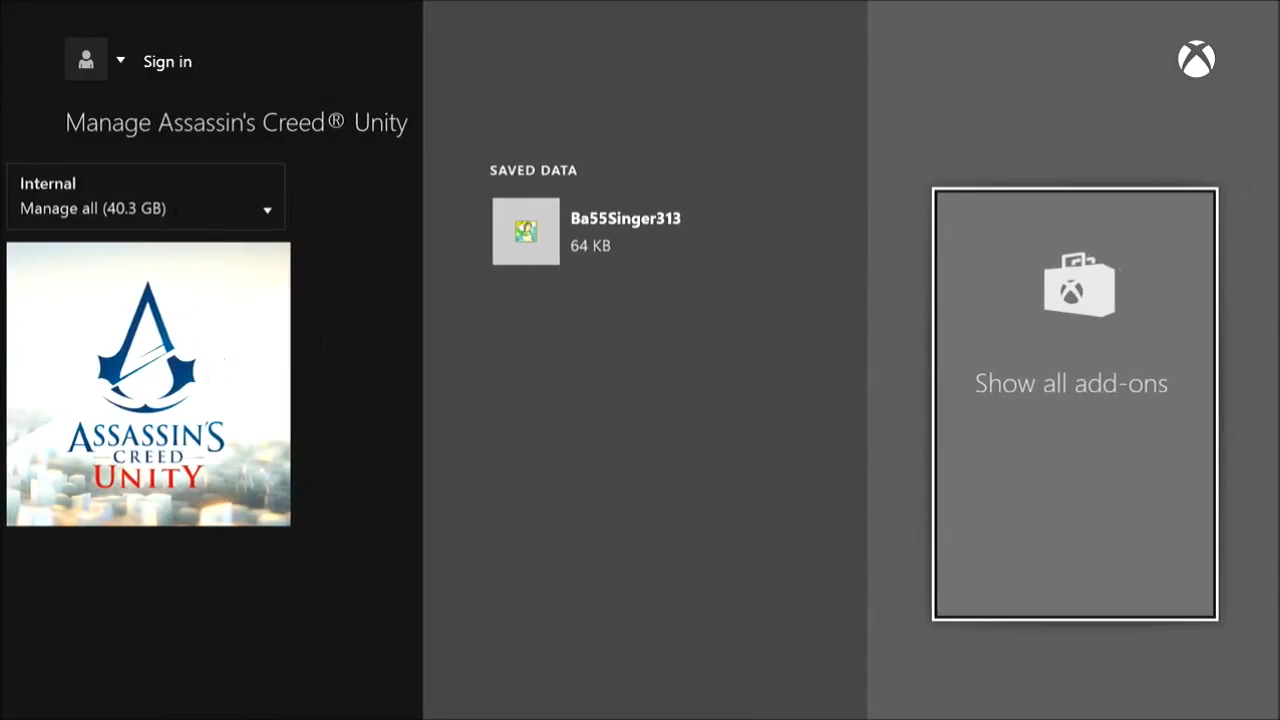 Sign in
Manage Assassin's Creed® Unity
Internal
Manage all (40.3 GB)
ASSASSIN'S
CREED
UNITY
SAVED DATA
Ba55Singer313
64 KB
Show all add-ons